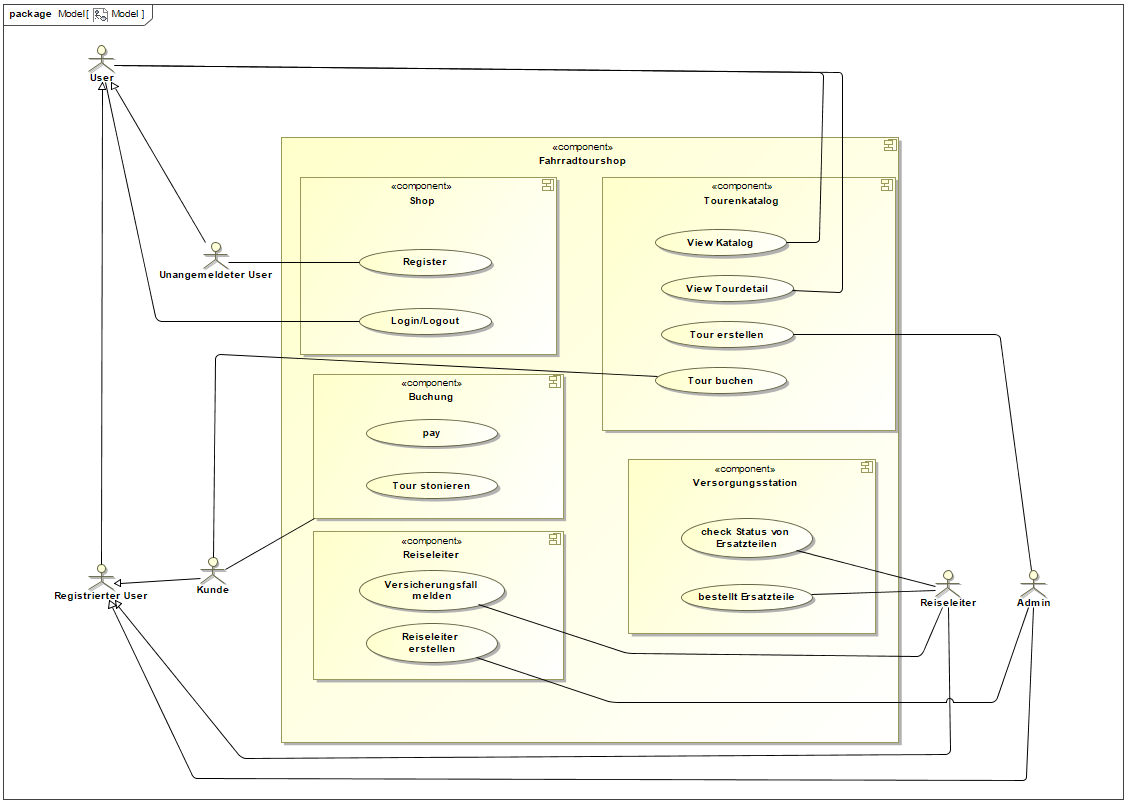 package Model[ Model ]
User
«component»
Fahrradtourshop
«component»
Shop
«component»
Tourenkatalog
View Katalog
Register
Unangemeldeter User
View Tourdetail
Login/Logout
Tour erstellen
Tour buchen
«component»
Buchung
pay
Tour stonieren
«component»
Versorgungsstation
check Status von
Ersatzteilen
bestellt Ersatzteile
«component»
Reiseleiter
Versicherungsfall
melden
Reiseleiter
erstellen
Registrierter User
Kunde
Reiseleiter
Admin